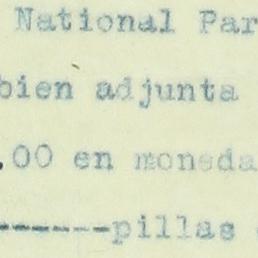 National Par
bien adjunta
.00 en moneda
------pillas